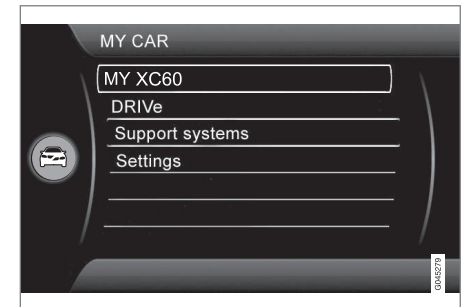 MY CAR
MY XC60
DRIVe
Support systems
Settings
G045279